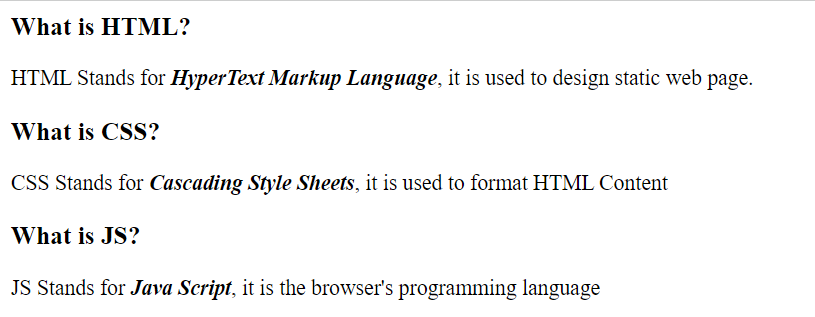 What is HTML?
HTML Stands for HyperText Markup Language, it is used to design static web page.
What is CSS?
CSS Stands for Cascading Style Sheets, it is used to format HTML Content
What is JS?
JS Stands for Java Script, it is the browser's programming language